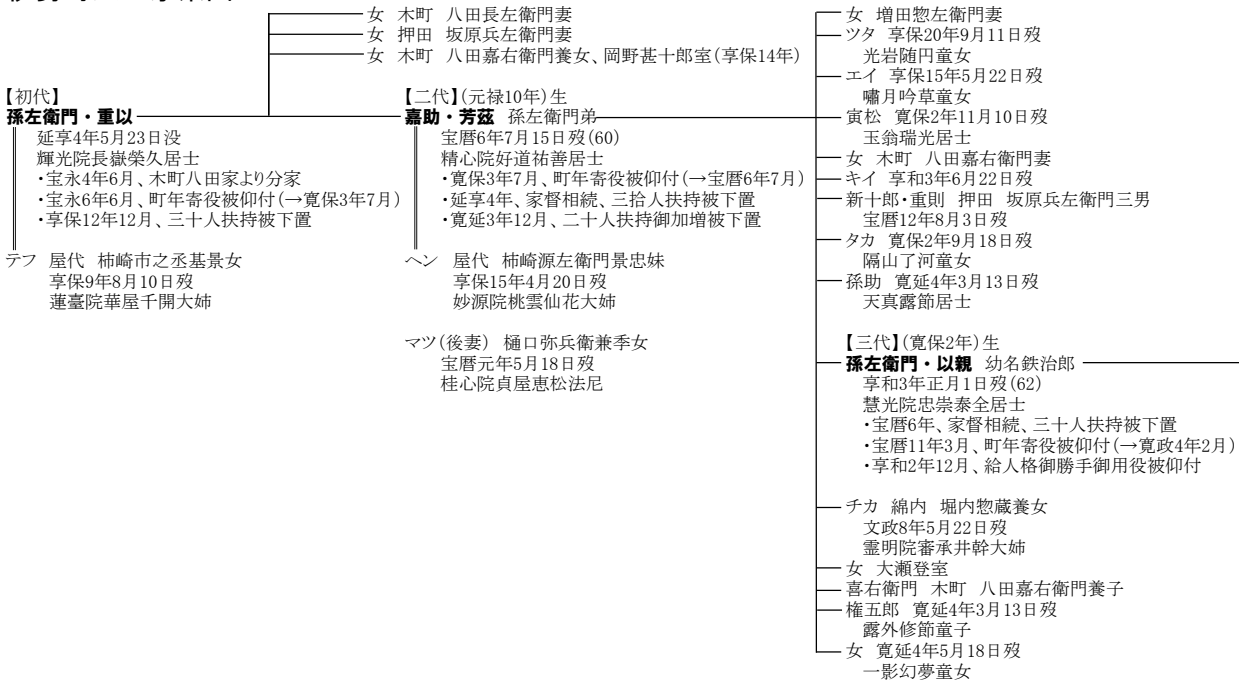 女 木町 八田長左衛門妻
女 押田 坂原兵左衛門妻
女 木町 八田嘉右衛門養女、岡野甚十郎室(享保14年)
【初代】
孫左衛門・重以
延享4年5月23日没
輝光院長嶽榮久居士
・宝永4年6月、木町八田家より分家
・宝永6年6月、町年寄役被仰付(→寛保3年7月)
・享保12年12月、三十人扶持被下置
テフ 屋代 柿崎市之丞基景女
享保9年8月10日歿
蓮臺院華屋千開大姉
【二代】(元禄10年)生
嘉助・芳茲 孫左衛門弟
宝暦6年7月15日歿(60)
精心院好道祐善居士
・寛保3年7月、町年寄役被仰付(→宝暦6年7月)
・延享4年、家督相続、三拾人扶持被下置
・寛延3年12月、二十人扶持御加増被下置
ヘン 屋代 柿崎源左衛門景忠妹
享保15年4月20日歿
妙源院桃雲仙花大姉
マツ(後妻) 樋口弥兵衛兼季女
宝暦元年5月18日歿
桂心院貞屋恵松法尼
女 増田惣左衛門妻
ツタ 享保20年9月11日歿
光岩随円童女
エイ 享保15年5月22日歿
嘯月吟草童女
寅松 寛保2年11月10日歿
玉翁瑞光居士
女 木町 八田嘉右衛門妻
キイ 享和3年6月22日歿
新十郎・重則 押田 坂原兵左衛門三男
宝暦12年8月3日歿
タカ 寛保2年9月18日歿
隔山了河童女
孫助 寛延4年3月13日歿
天真露節居士
【三代】(寛保2年)生
孫左衛門・以親 幼名鉄治郎
享和3年正月1日歿(62)
慧光院忠崇泰全居士
・宝暦6年、家督相続、三十人扶持被下置
・宝暦11年3月、町年寄役被仰付(→寛政4年2月)
・享和2年12月、給人格御勝手御用役被仰付
チカ 綿内 堀内惣蔵養女
文政8年5月22日歿
霊明院審承井幹大姉
女 大瀬登室
喜右衛門 木町 八田嘉右衛門養子
権五郎 寛延4年3月13日歿
露外修節童子
女 寛延4年5月18日歿
一影幻夢童女